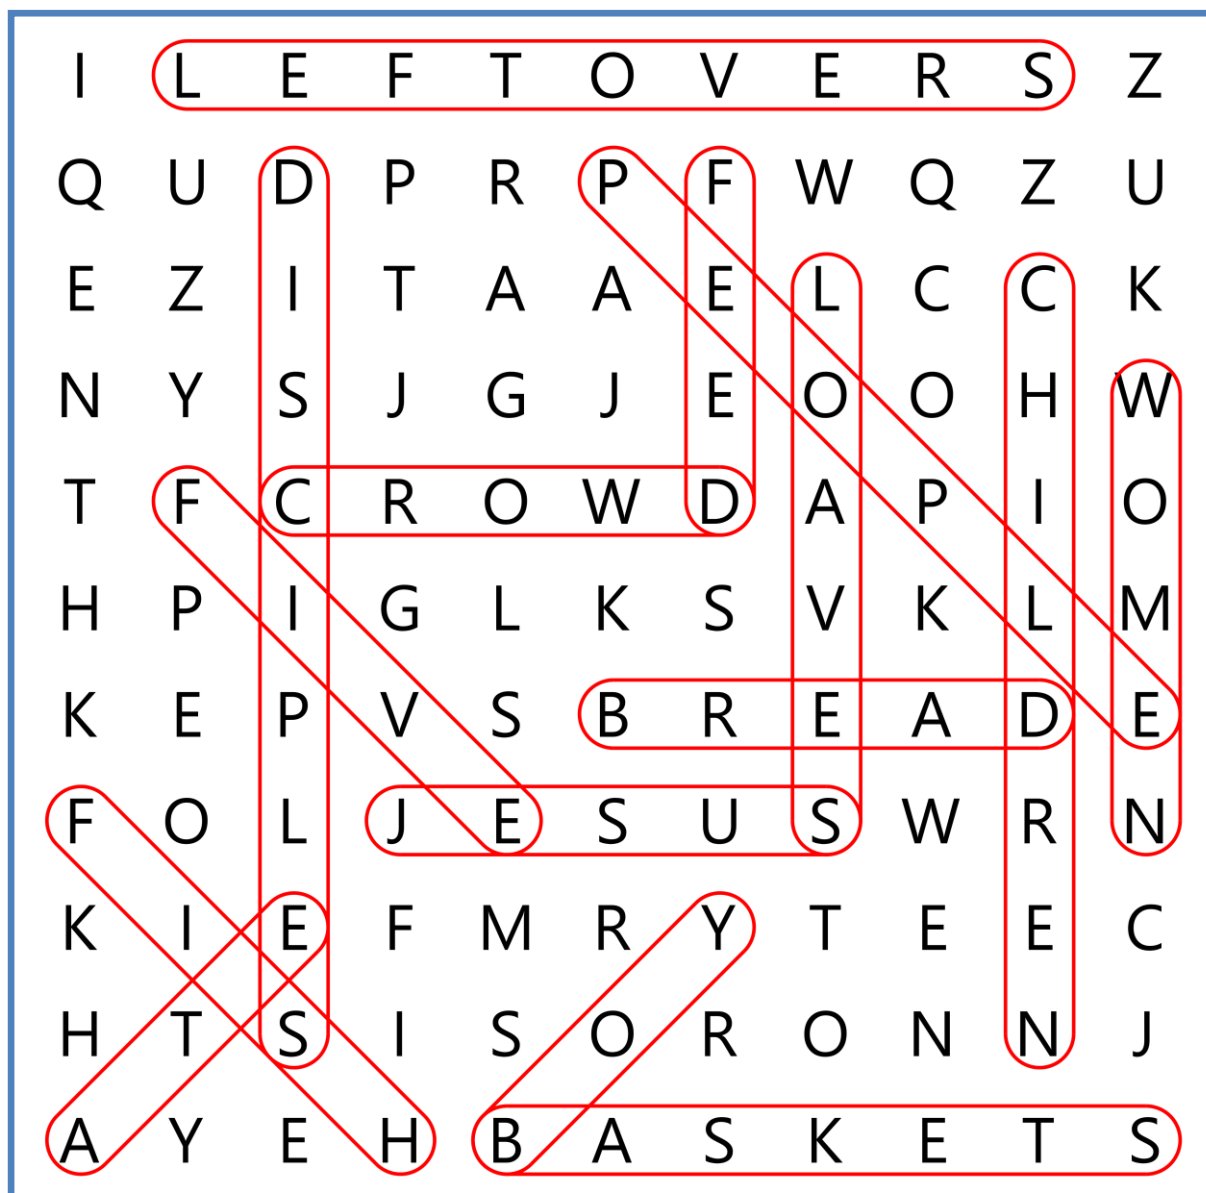 I L E F T O V E R S Z
Q U D P R P F W Q Z U
E Z I T A A E L C C K
N Y S J G J E O O H W
T F C R O W D A P I O
H P I G L K S V K L M
K E P V S B R E A D E
F O L J E S U S W R N
K I E F M R Y T E E C
H T S I S O R O N N J
A Y E H B A S K E T S